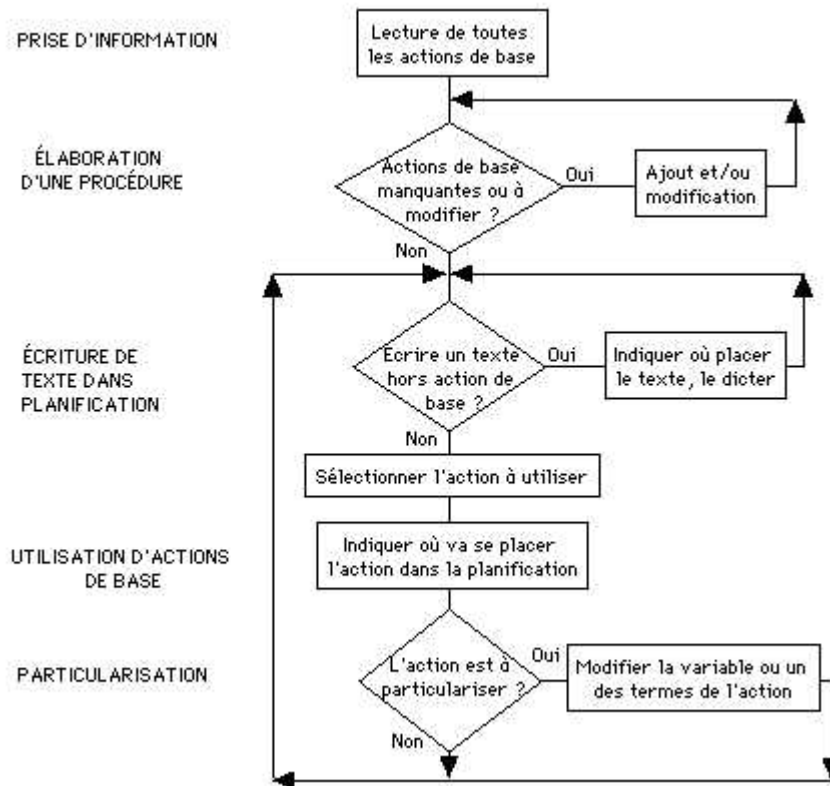 PRISE D'INFORMATION
Lecture de toutes
les actions de base
ÉLABORATION
D'UNE PROCÉDURE
Actions de base
manquantes ou à
modifier ?
Oui
Ajout et/ou
modification
Non
ÉCRITURE DE
TEXTE DANS
PLANIFICATION
Ecrire un texte
hors action de
base ?
Oui
Indiquer où placer
le texte, le dicter
Non
Sélectionner l'action à utiliser
UTILISATION D'ACTIONS
DE BASE
Indiquer où va se placer
l'action dans la planification
PARTICULARISATION
L'action est à
particulariser ?
Oui
Modifier la variable ou un
des termes de l'action
Non